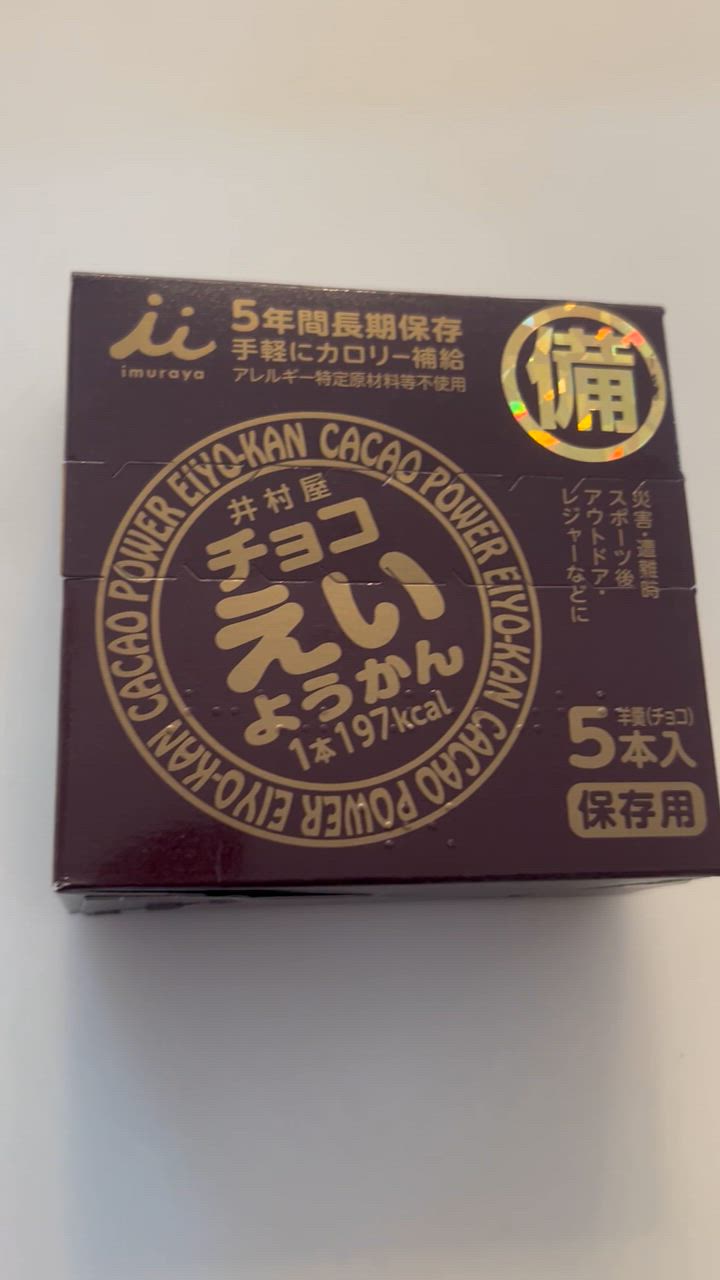 imuraya
5年間長期保存
手軽にカロリー補給
アレルギー特定原材料等不使用
備
CACAO POWER EIYO-KAN CACAO POWER EIYO-KAN CACAO POWER EIYO-KAN CACAO POWER EIYO-KAN
井村屋
チョコ
えい
ようかん
1本197kcal
災害・遭難時
スポーツ後
アウトドア・
レジャーなどに
羊羹(チョコ)
5本入
保存用